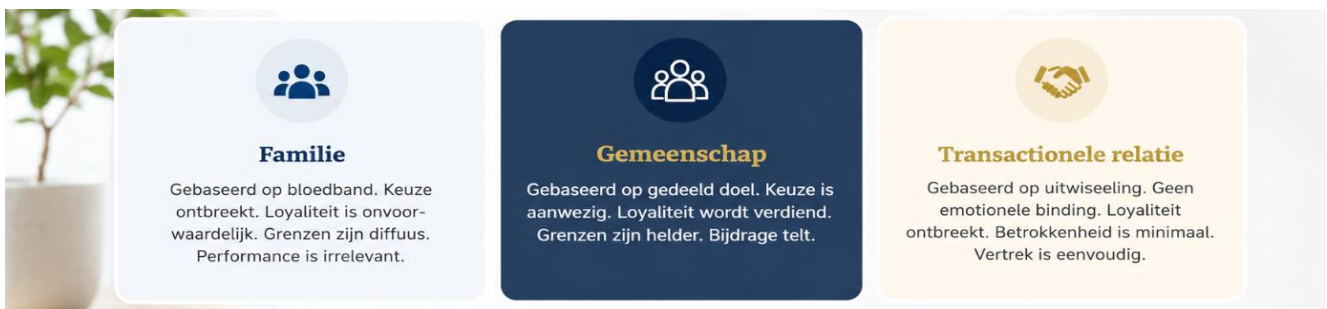 Familie
Gebaseerd op bloedband. Keuze
ontbreekt. Loyaliteit is onvoor-
waardelijk. Grenzen zijn diffuus.
Performance is irrelevant.
Gemeenschap
Gebaseerd op gedeeld doel. Keuze is
aanwezig. Loyaliteit wordt verdiend.
Grenzen zijn helder. Bijdrage telt.
Transactionele relatie
Gebaseerd op uitwiseeling. Geen
emotionele binding. Loyaliteit
ontbreekt. Betrokkenheid is minimaal.
Vertrek is eenvoudig.